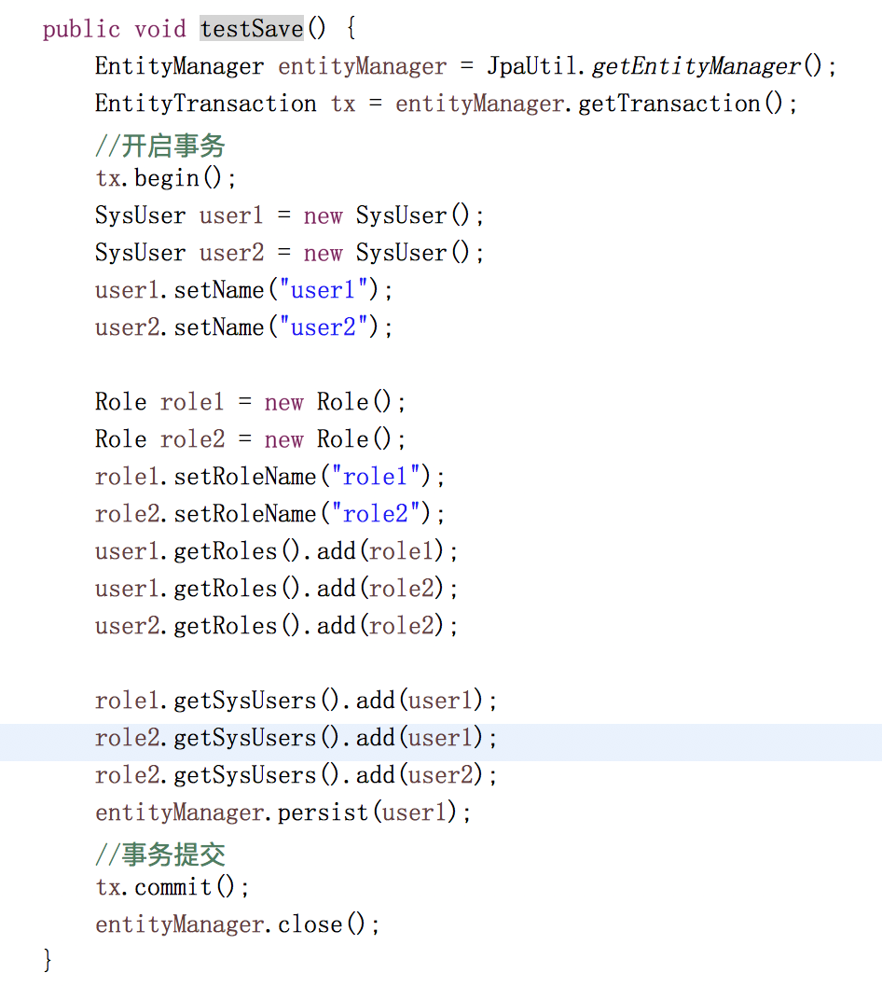 public void testSave() {
EntityManager entityManager = JpaUtil.getEntityManager();
EntityTransaction tx = entityManager.getTransaction();
//开启事务
tx.begin();
SysUser user1 = new SysUser();
SysUser user2 = new SysUser();
user1.setName("user1");
user2.setName("user2");
Role role1 = new Role();
Role role2 = new Role();
role1.setRoleName("role1");
role2.setRoleName("role2");
user1.getRoles().add(role1);
user1.getRoles().add(role2);
user2.getRoles().add(role2);
role1.getSysUsers().add(user1);
role2.getSysUsers().add(user1);
role2.getSysUsers().add(user2);
entityManager.persist(user1);
//事务提交
tx.commit();
entityManager.close();
}